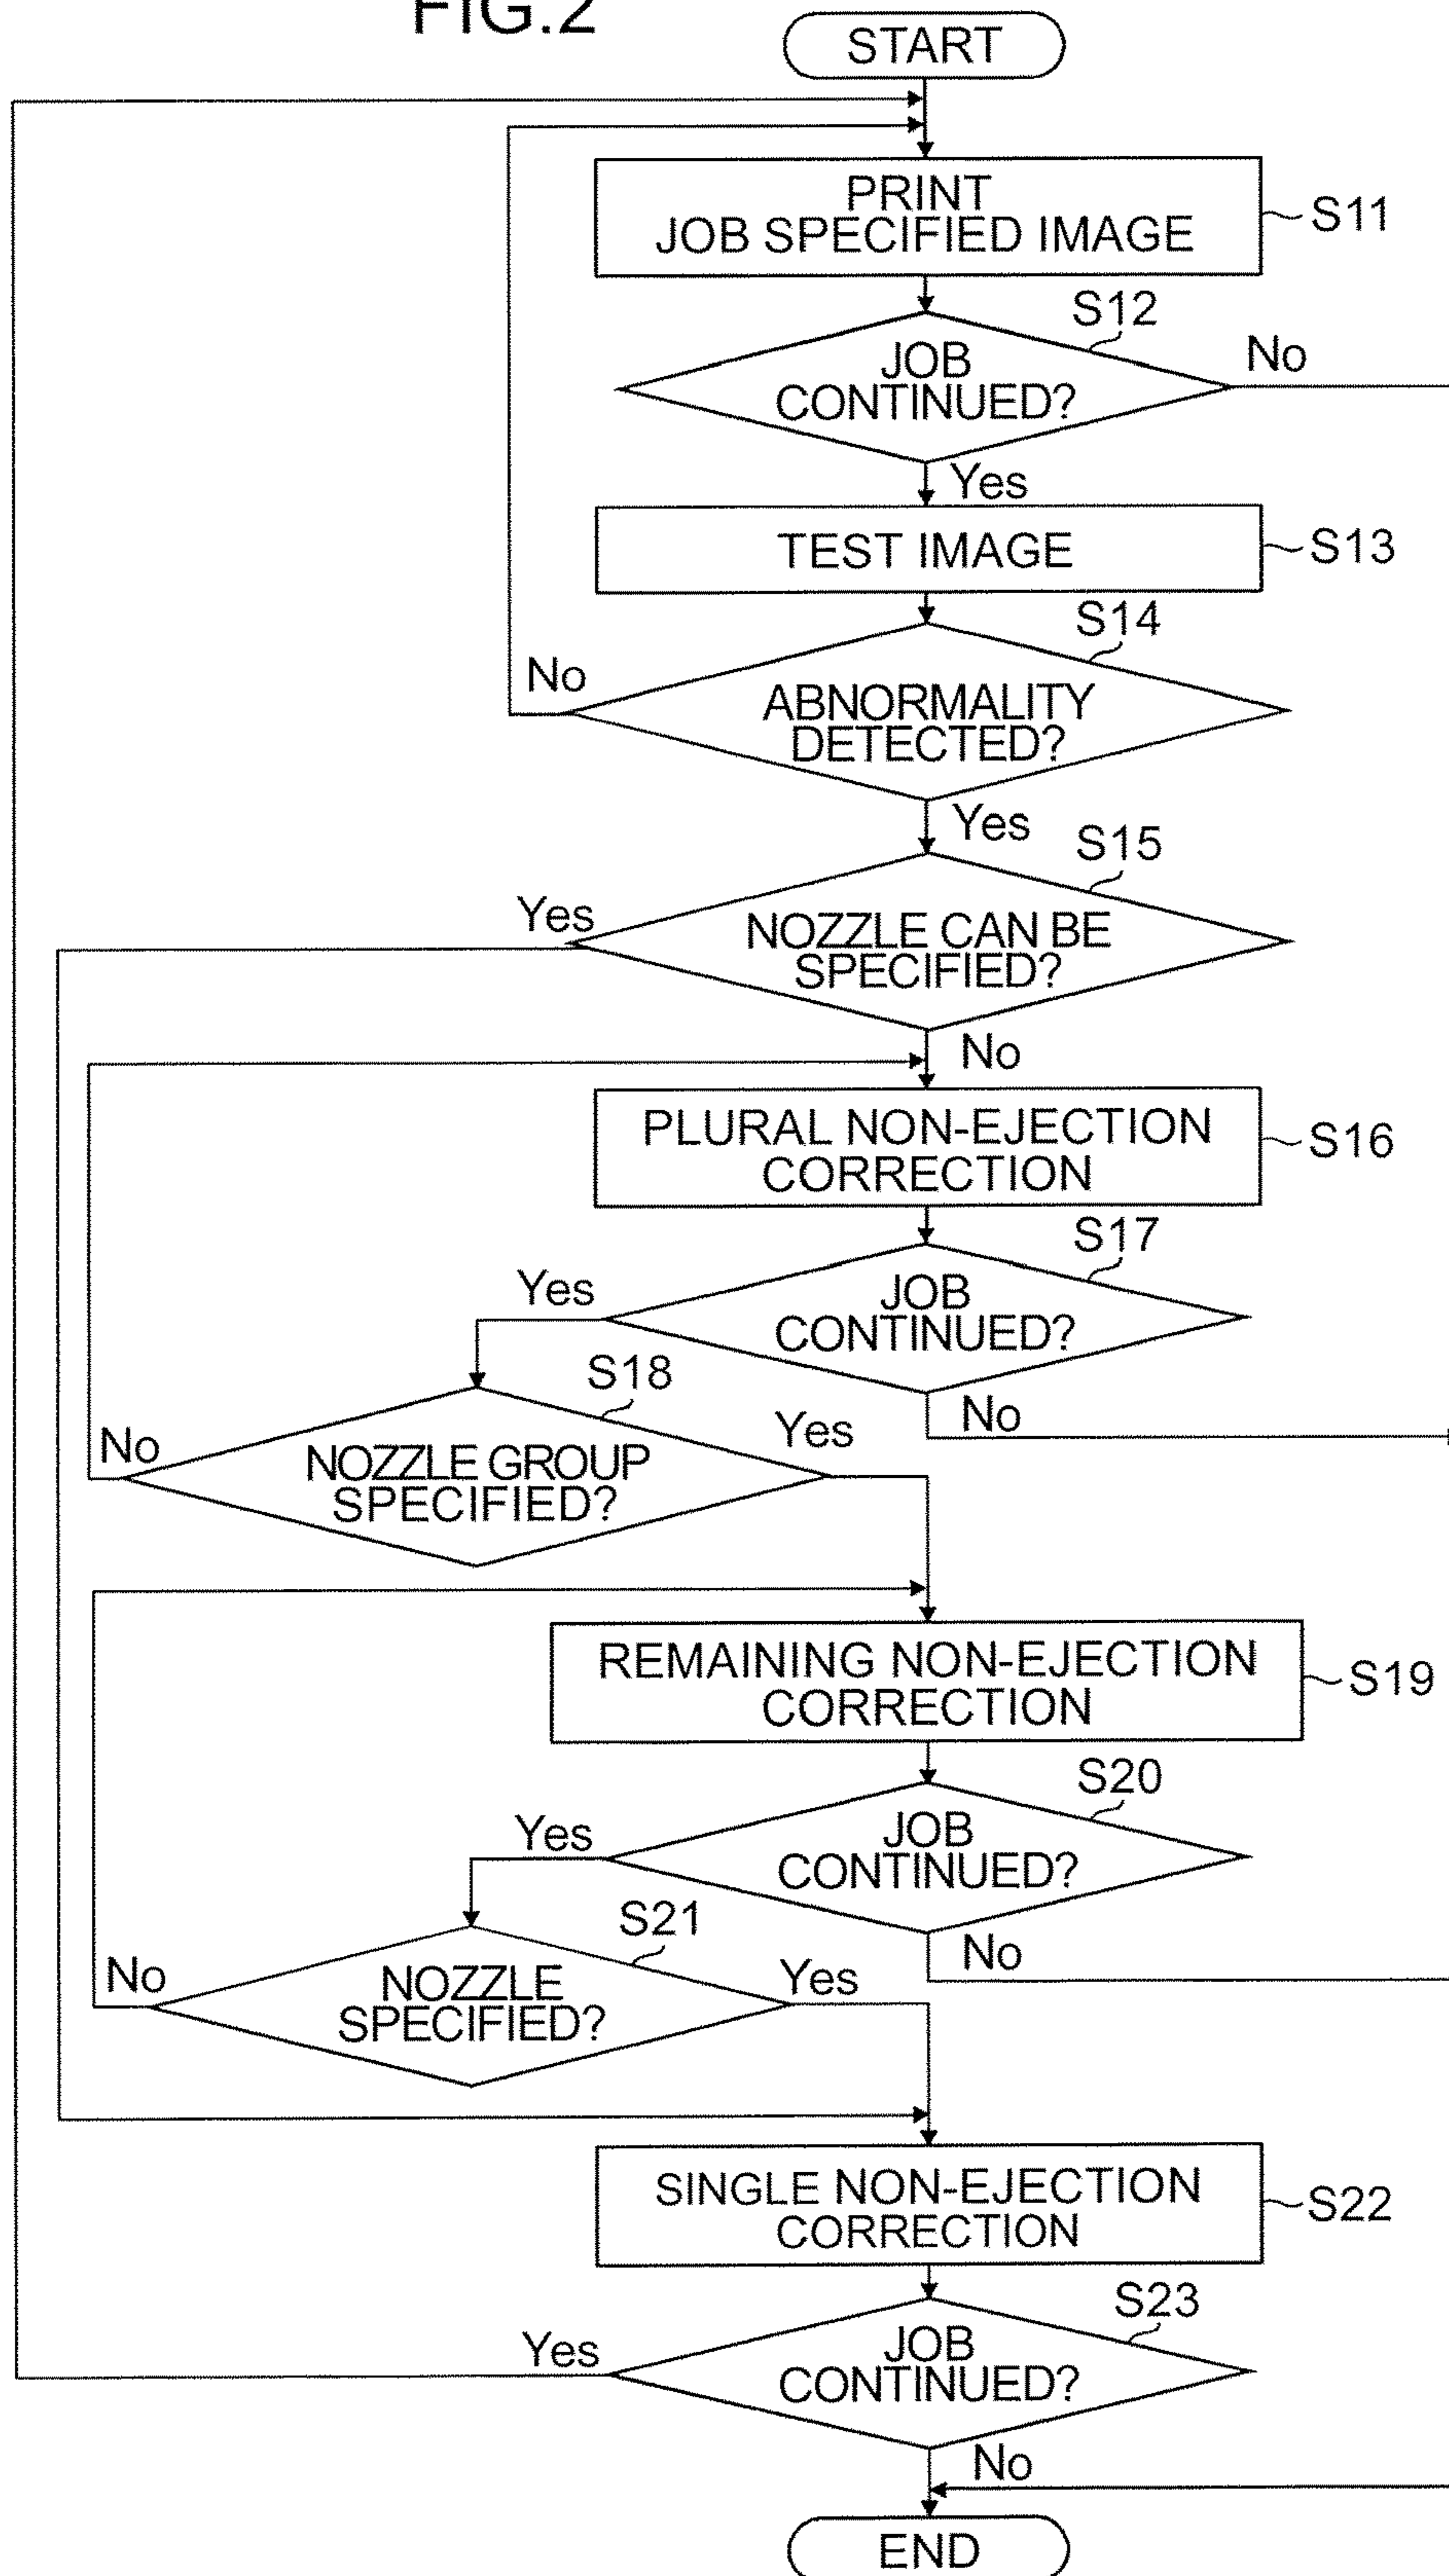 FIG.2
START
PRINT
JOB SPECIFIED IMAGE
S11
S12
JOB
CONTINUED?
No
Yes
TEST IMAGE
S13
S14
No
ABNORMALITY
DETECTED?
Yes
S15
Yes
NOZZLE CAN BE
SPECIFIED?
No
PLURAL NON-EJECTION
CORRECTION
S16
S17
Yes
JOB
CONTINUED?
No
S18
No
Yes
NOZZLE GROUP
SPECIFIED?
REMAINING NON-EJECTION
CORRECTION
S19
S20
Yes
JOB
CONTINUED?
No
S21
No
Yes
NOZZLE
SPECIFIED?
SINGLE NON-EJECTION
CORRECTION
S22
S23
Yes
JOB
CONTINUED?
No
END